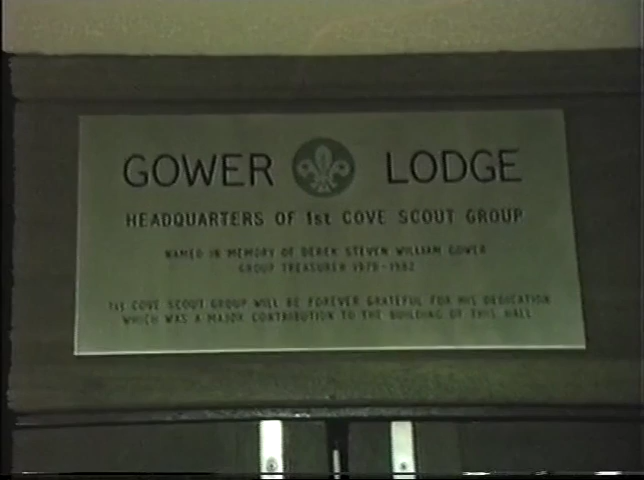 GOWER LODGE
HEADQUARTERS OF 1st COVE SCOUT GROUP
NAMED IN MEMORY OF DEREK STEVEN WILLIAM GOWER
GROUP TREASURER 1979-1982
1st COVE SCOUT GROUP WILL BE FOREVER GRATEFUL FOR HIS DEDICATION
WHICH WAS A MAJOR CONTRIBUTION TO THE BUILDING OF THIS HALL